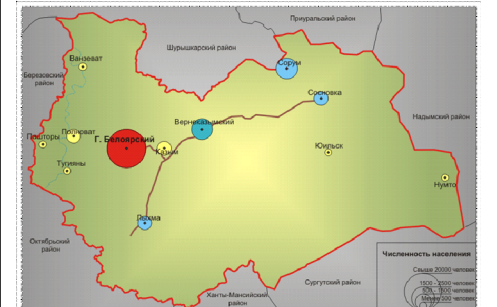 Приуральский район
Шурышкарский район
Ванзеват
Сорум
Березовский
район
Сосновка
Надымский район
Верхнеказымский
Полноват
Г. Белоярский
Пашторы
Казым
Юильск
Тугияны
Нумто
Лыхма
Октябрьский
район
Численность населения
Свыше 20000 человек
Сургутский район
Ханты-Мансийский
район